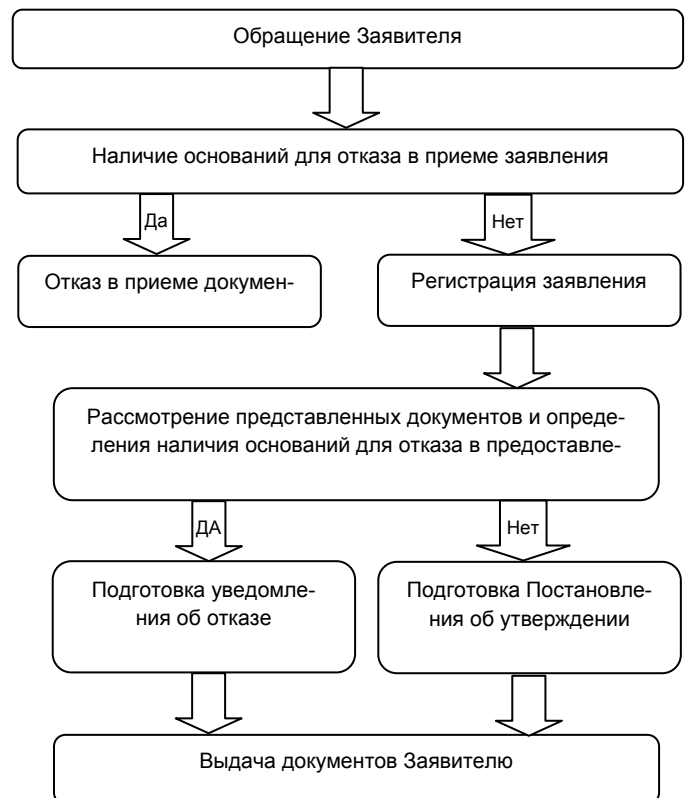 Обращение Заявителя
Наличие оснований для отказа в приеме заявления
Да
Нет
Отказ в приеме докумен-
Регистрация заявления
Рассмотрение представленных документов и опреде-
ления наличия оснований для отказа в предоставле-
ДА
Нет
Подготовка уведомле-
ния об отказе
Подготовка Постановле-
ния об утверждении
Выдача документов Заявителю